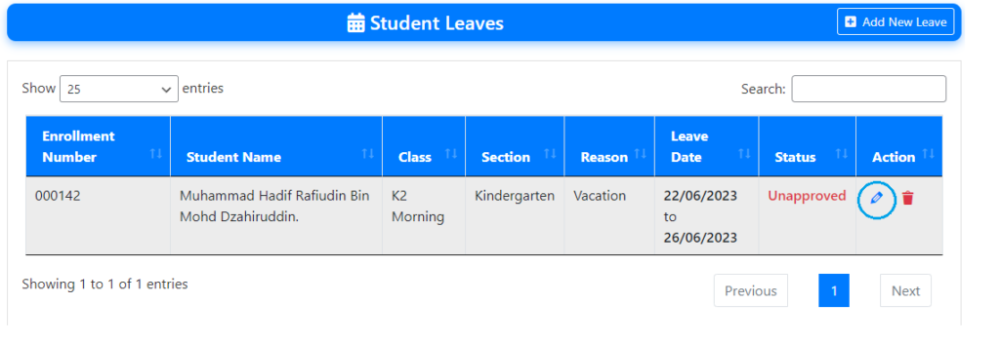 Student Leaves
Add New Leave
Show 25 entries
Search:
Enrollment
Number
Student Name
Class
Section
Reason
Leave
Date
Status
Action
000142
Muhammad Hadif Rafiudin Bin
Mohd Dzahiruddin.
K2
Morning
Kindergarten
Vacation
22/06/2023
to
26/06/2023
Unapproved
Showing 1 to 1 of 1 entries
Previous
1
Next